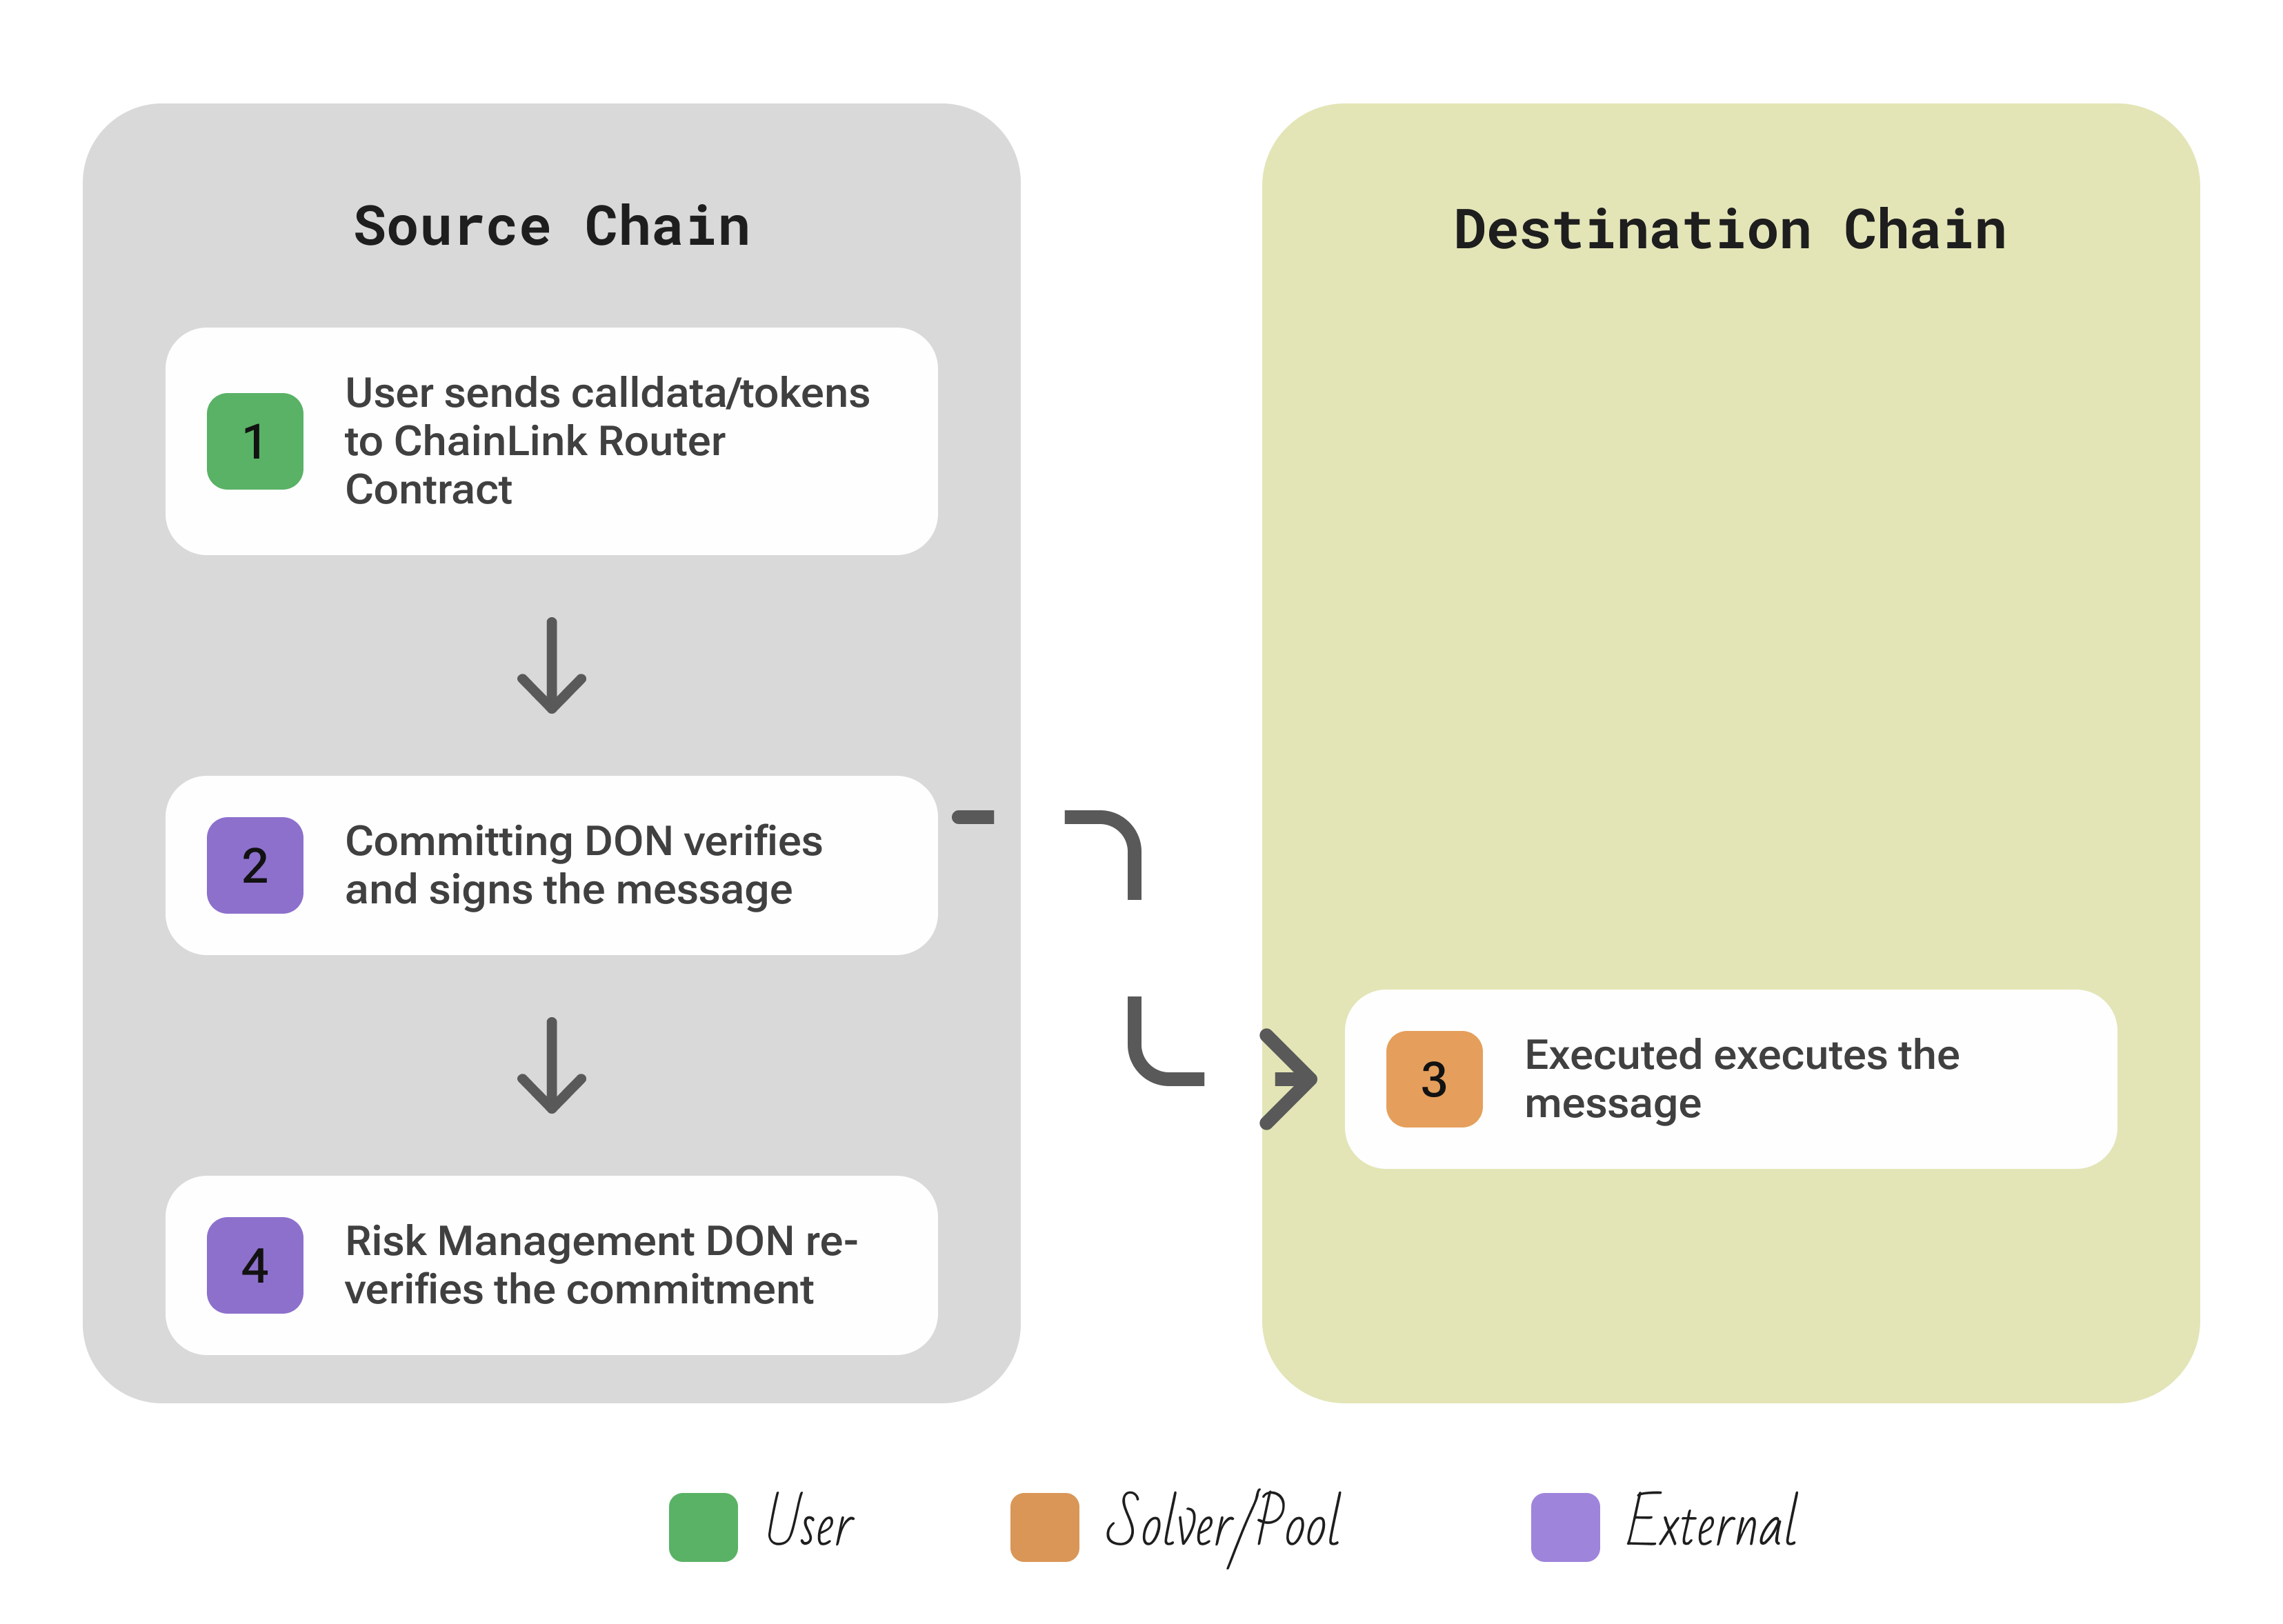 Source Chain
1
User sends calldata/tokens
to ChainLink Router
Contract
2
Committing DON verifies
and signs the message
4
Risk Management DON re-
verifies the commitment
Destination Chain
3
Executed executes the
message
User
Solver/Pool
External